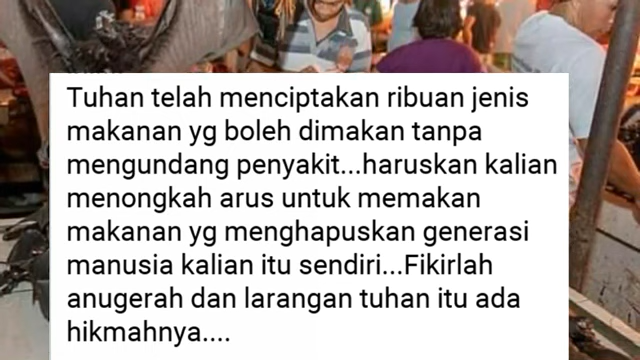 Tuhan telah menciptakan ribuan jenis
makanan yg boleh dimakan tanpa
mengundang penyakit...haruskan kalian
menongkah arus untuk memakan
makanan yg menghapuskan generasi
manusia kalian itu sendiri...Fikirlah
anugerah dan larangan tuhan itu ada
hikmahnya....